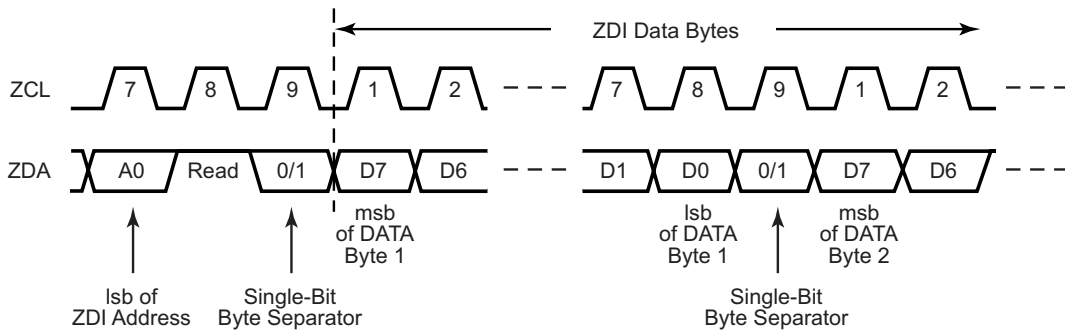 ZDI Data Bytes
ZCL 7 8 9 1 2 7 8 9 1 2
ZDA A0 Read 0/1 D7 D6 D1 D0 0/1 D7 D6
msb
of DATA
Byte 1
lsb
of DATA
Byte 1
msb
of DATA
Byte 2
lsb of
ZDI Address
Single-Bit
Byte Separator
Single-Bit
Byte Separator